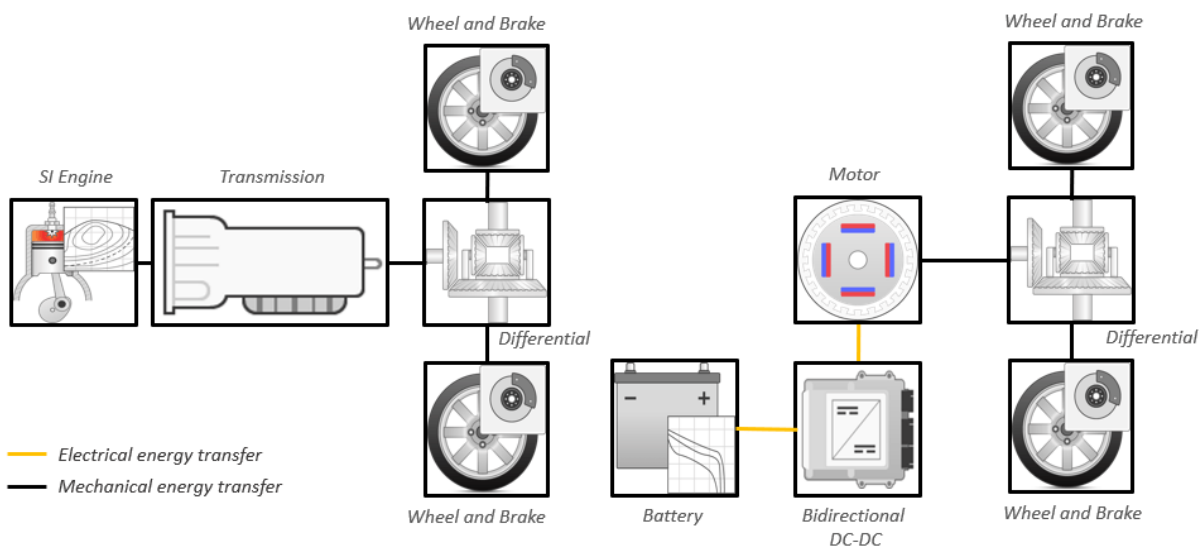 Wheel and Brake
Wheel and Brake
SI Engine
Transmission
Motor
Differential
Differential
− +
Electrical energy transfer
Mechanical energy transfer
Wheel and Brake
Battery
Bidirectional
DC-DC
Wheel and Brake